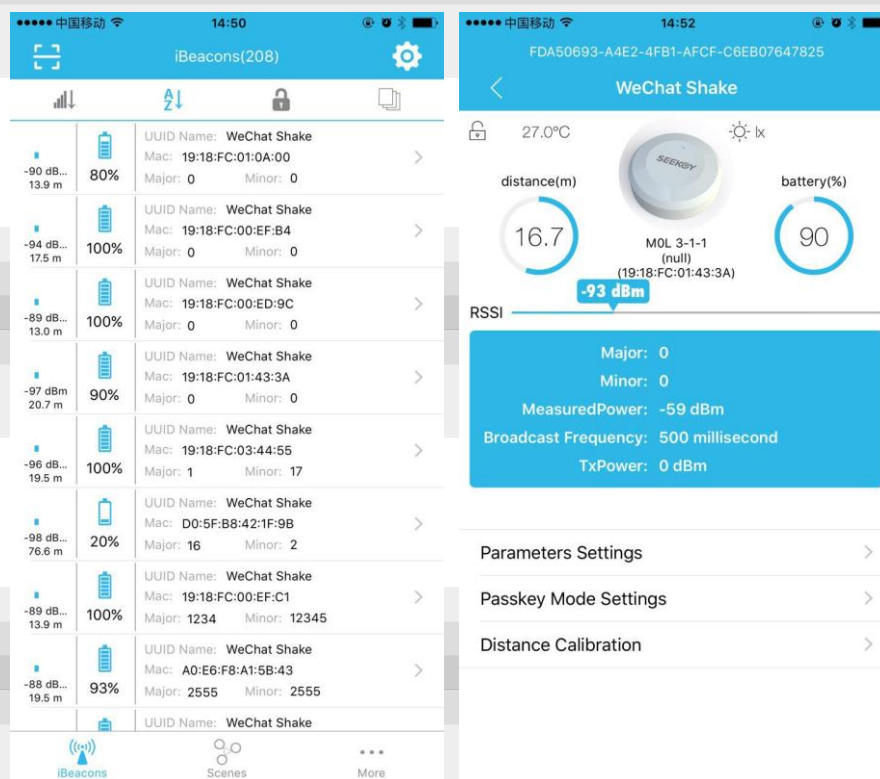 中国移动 14:50
iBeacons(208)
A
Z
UUID Name: WeChat Shake
-90 dB... 80% Mac: 19:18:FC:01:0A:00
13.9 m Major: 0 Minor: 0
UUID Name: WeChat Shake
-94 dB... 100% Mac: 19:18:FC:00:EF:B4
17.5 m Major: 0 Minor: 0
UUID Name: WeChat Shake
-89 dB... 100% Mac: 19:18:FC:00:ED:9C
13.0 m Major: 0 Minor: 0
UUID Name: WeChat Shake
-97 dBm 90% Mac: 19:18:FC:01:43:3A
20.7 m Major: 0 Minor: 0
UUID Name: WeChat Shake
-96 dB... 100% Mac: 19:18:FC:03:44:55
19.5 m Major: 1 Minor: 17
UUID Name: WeChat Shake
-98 dB... 20% Mac: D0:5F:B8:42:1F:9B
76.6 m Major: 16 Minor: 2
UUID Name: WeChat Shake
-89 dB... 100% Mac: 19:18:FC:00:EF:C1
13.9 m Major: 1234 Minor: 12345
UUID Name: WeChat Shake
-88 dB... 93% Mac: A0:E6:F8:A1:5B:43
19.5 m Major: 2555 Minor: 2555
UUID Name: WeChat Shake
iBeacons Scenes More
中国移动 14:52
FDA50693-A4E2-4FB1-AFCF-C6EB07647825
WeChat Shake
27.0°C lx
SEEKCY
distance(m) battery(%)
16.7 90
M0L 3-1-1
(null)
(19:18:FC:01:43:3A)
-93 dBm
RSSI
Major: 0
Minor: 0
MeasuredPower: -59 dBm
Broadcast Frequency: 500 millisecond
TxPower: 0 dBm
Parameters Settings
Passkey Mode Settings
Distance Calibration